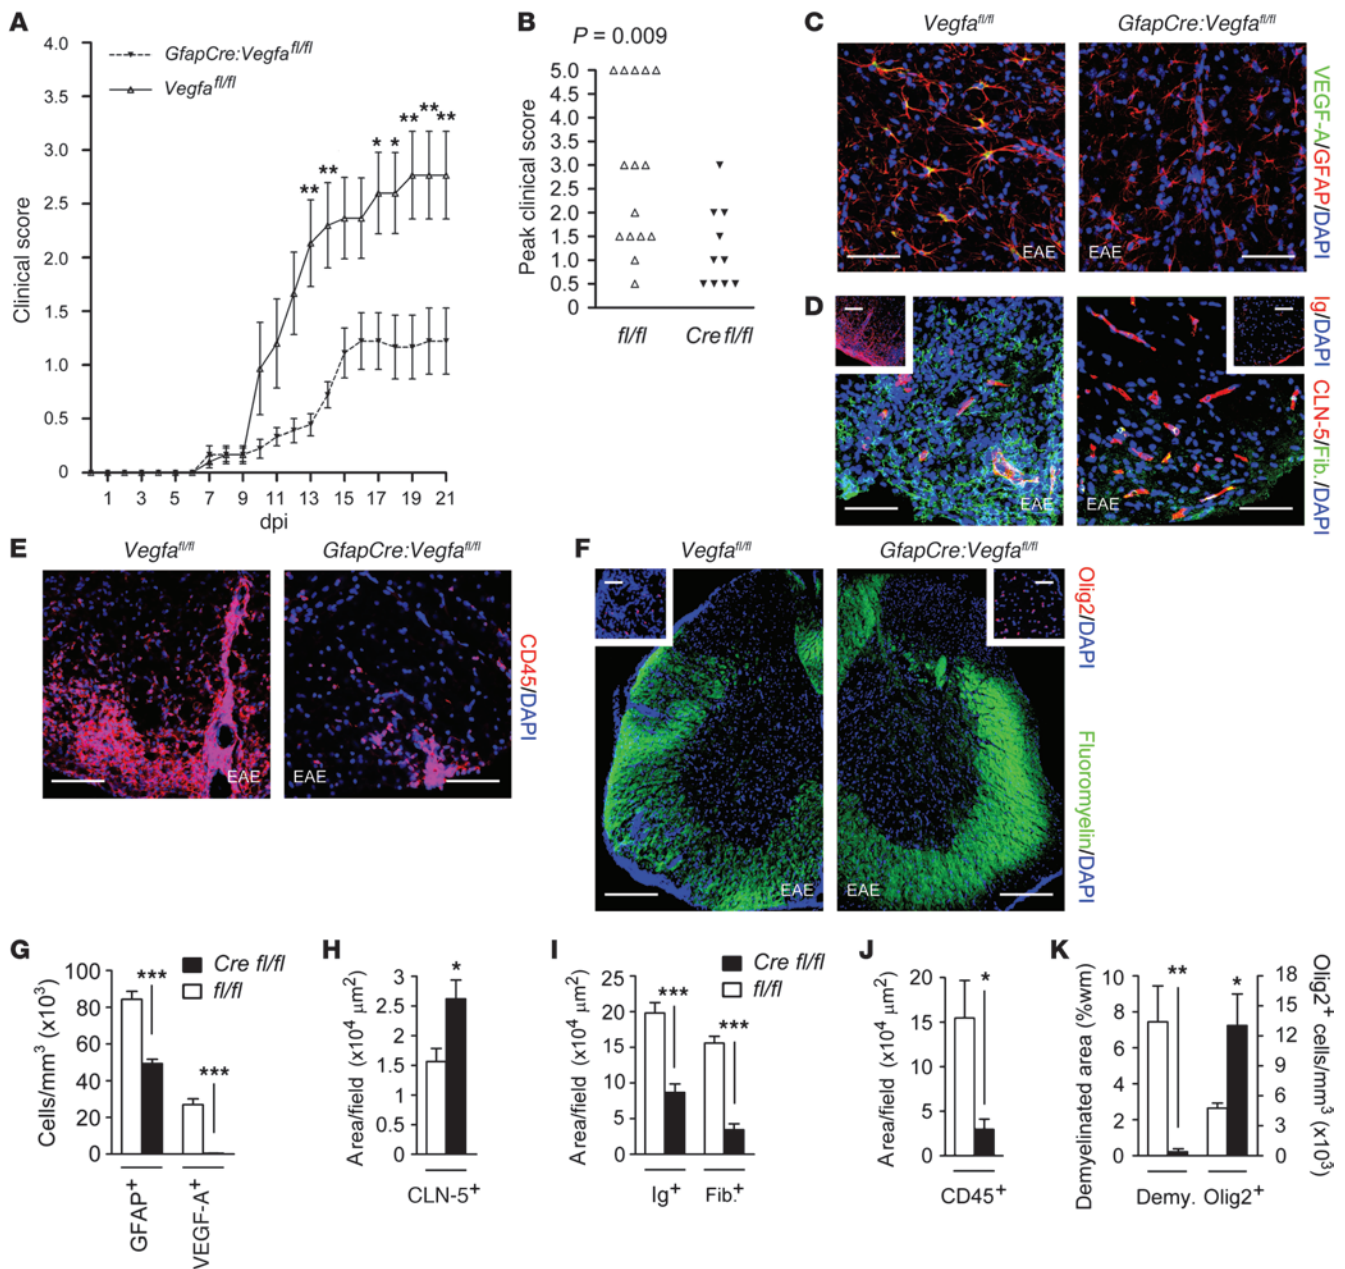 A
Clinical score
4.0
3.5
3.0
2.5
2.0
1.5
1.0
0.5
0
GfapCre:Vegfa fl/fl
Vegfa fl/fl
** ** * * ** ** **
1 3 5 7 9 11 13 15 17 19 21
dpi
B
P = 0.009
Peak clinical score
5.0
4.5
4.0
3.5
3.0
2.5
2.0
1.5
1.0
0.5
0
fl/fl Cre fl/fl
C
Vegfa fl/fl GfapCre:Vegfa fl/fl
EAE EAE
VEGF-A/GFAP/DAPI
D
EAE EAE
Ig/DAPI
CLN-5/Fib./DAPI
E
Vegfa fl/fl GfapCre:Vegfa fl/fl
EAE EAE
CD45/DAPI
F
Vegfa fl/fl GfapCre:Vegfa fl/fl
EAE EAE
Olig2/DAPI
Fluoromyelin/DAPI
G
Cells/mm³ (x10³)
100
80
60
40
20
0
*** ***
Cre fl/fl
fl/fl
GFAP⁺ VEGF-A⁺
H
Area/field (x10⁴ µm²)
3
2.5
2
1.5
1
0.5
0
*
CLN-5⁺
I
Area/field (x10⁴ µm²)
25
20
15
10
5
0
*** ***
Cre fl/fl
fl/fl
Ig⁺ Fib.⁺
J
Area/field (x10⁴ µm²)
20
15
10
5
0
*
CD45⁺
K
Demyelinated area (%wm)
10
8
6
4
2
0
** *
18
15
12
9
6
3
0
Olig2⁺ cells/mm³ (x10³)
Demy. Olig2⁺